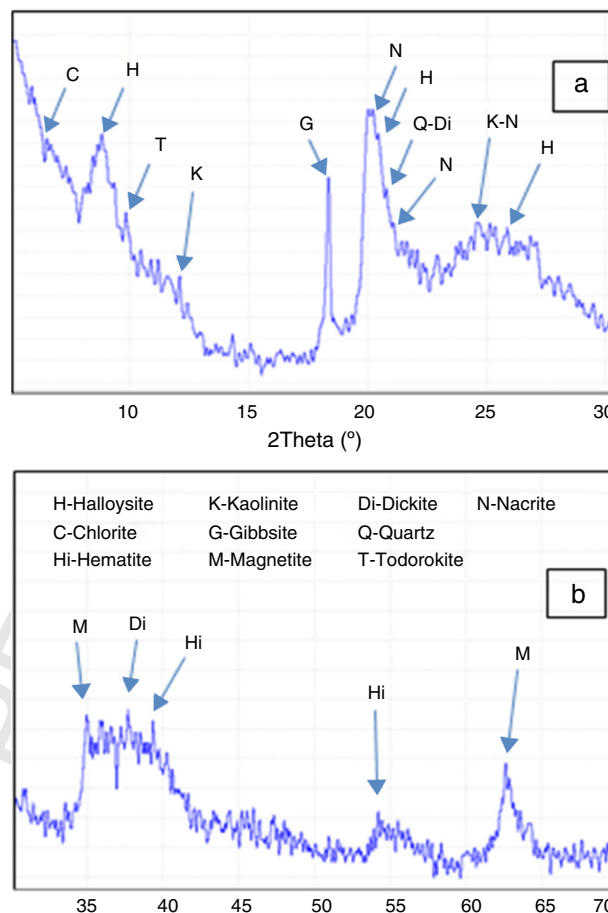 N
C
H
H
a
T
G
Q-Di
K-N
K
N
H
10 15 20 25 30
2Theta (º)
H-Halloysite K-Kaolinite Di-Dickite N-Nacrite
C-Chlorite G-Gibbsite Q-Quartz
Hi-Hematite M-Magnetite T-Todorokite
b
M
Di
Hi
M
Hi
35 40 45 50 55 60 65 70